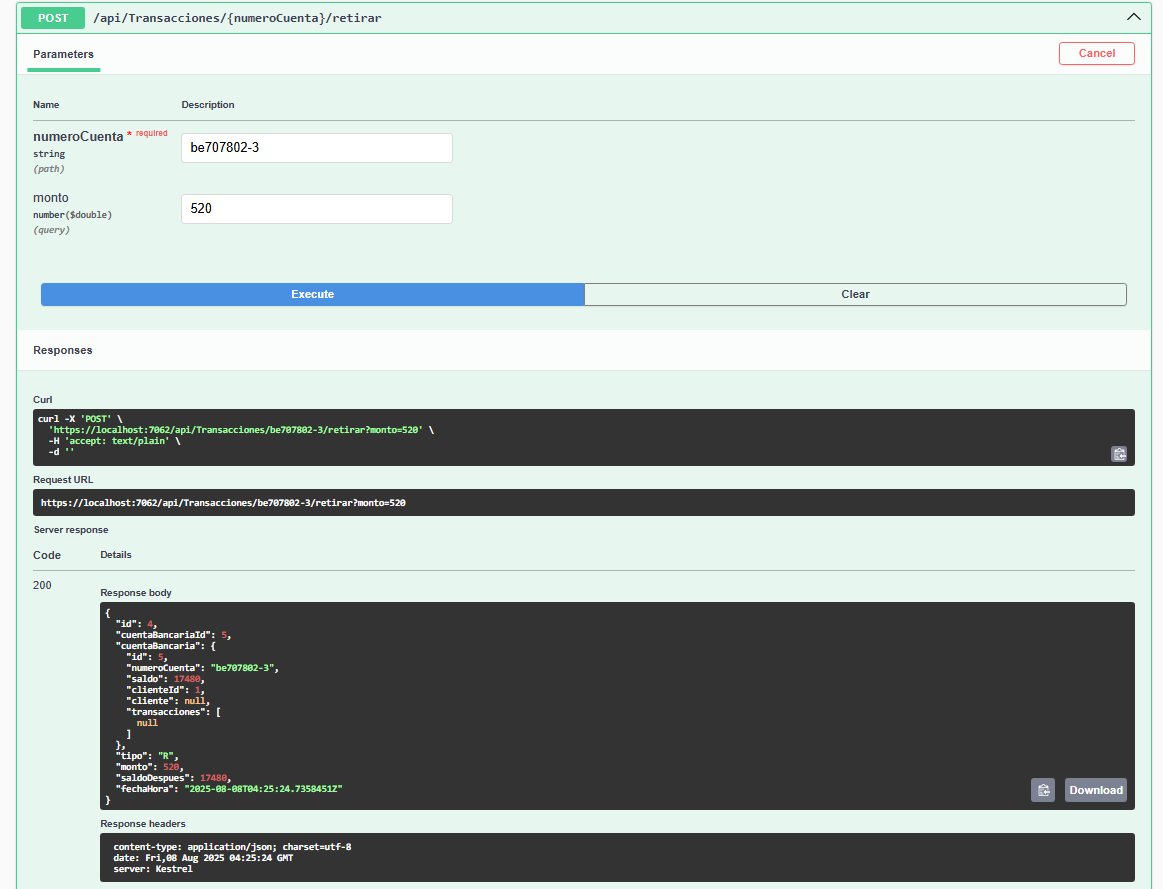 POST /api/Transacciones/{numeroCuenta}/retirar
Parameters
Cancel
Name Description
numeroCuenta * required
string
(path)
be707802-3
monto
number($double)
(query)
520
Execute Clear
Responses
Curl
curl -X 'POST' \
  'https://localhost:7062/api/Transacciones/be707802-3/retirar?monto=520' \
  -H 'accept: text/plain' \
  -d ''
Request URL
https://localhost:7062/api/Transacciones/be707802-3/retirar?monto=520
Server response
Code Details
200
Response body
{
  "id": 4,
  "cuentaBancariaId": 5,
  "cuentaBancaria": {
    "id": 5,
    "numeroCuenta": "be707802-3",
    "saldo": 17480,
    "clienteId": 1,
    "cliente": null,
    "transacciones": [
      null
    ]
  },
  "tipo": "R",
  "monto": 520,
  "saldoDespues": 17480,
  "fechaHora": "2025-08-08T04:25:24.7358451Z"
}
Download
Response headers
content-type: application/json; charset=utf-8
date: Fri,08 Aug 2025 04:25:24 GMT
server: Kestrel